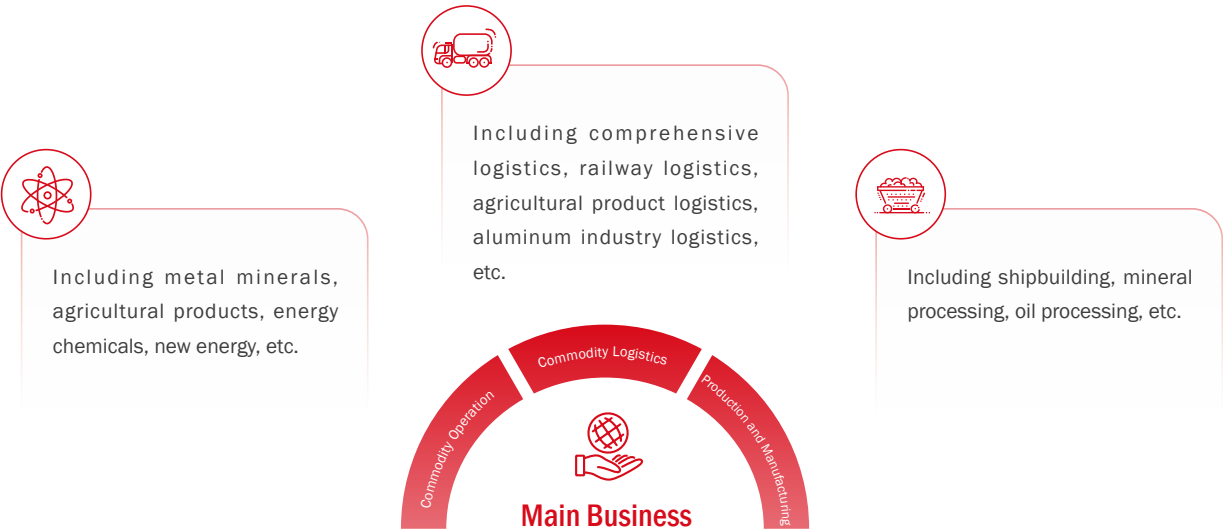 Including comprehensive
logistics, railway logistics,
agricultural product logistics,
aluminum industry logistics,
etc.
Including metal minerals,
agricultural products, energy
chemicals, new energy, etc.
Including shipbuilding, mineral
processing, oil processing, etc.
Commodity Operation
Commodity Logistics
Production and Manufacturing
Main Business